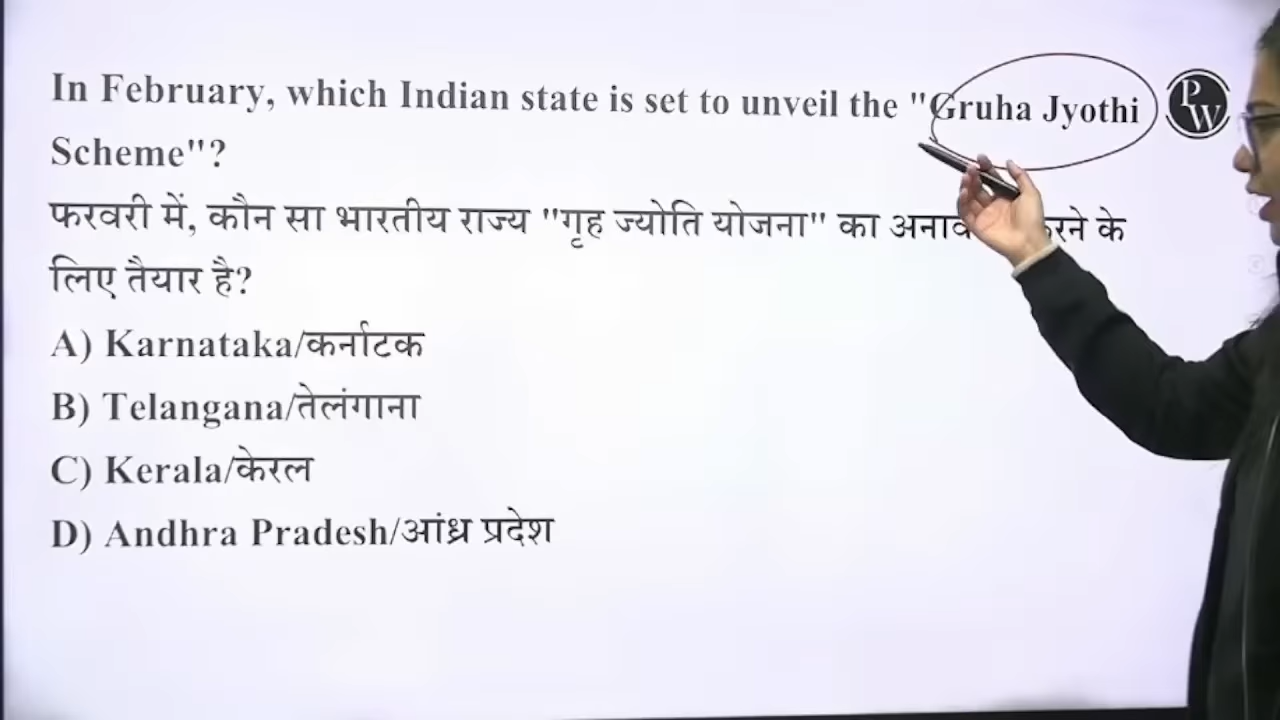 In February, which Indian state is set to unveil the "Gruha Jyothi
Scheme"?
फरवरी में, कौन सा भारतीय राज्य "गृह ज्योति योजना" का के
लिए तैयार है?
A) Karnataka/कर्नाटक
B) Telangana/तेलंगाना
C) Kerala/केरल
D) Andhra Pradesh/आंध्र प्रदेश
PW